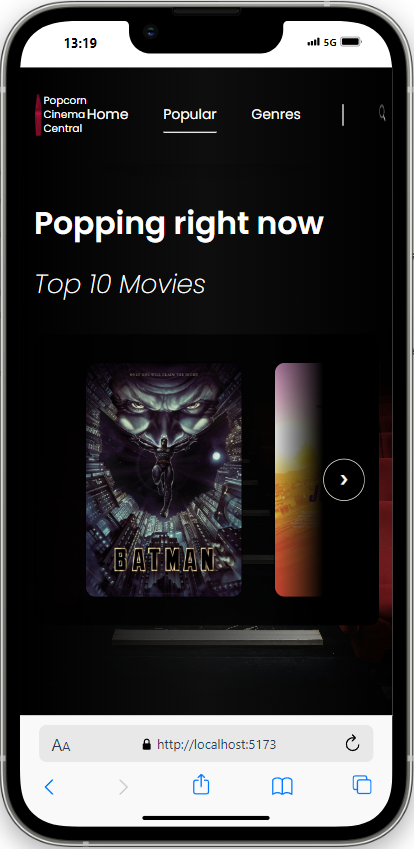 13:19
5G
Popcorn
Cinema
Central
Home
Popular
Genres
Popping right now
Top 10 Movies
BATMAN
AA
http://localhost:5173